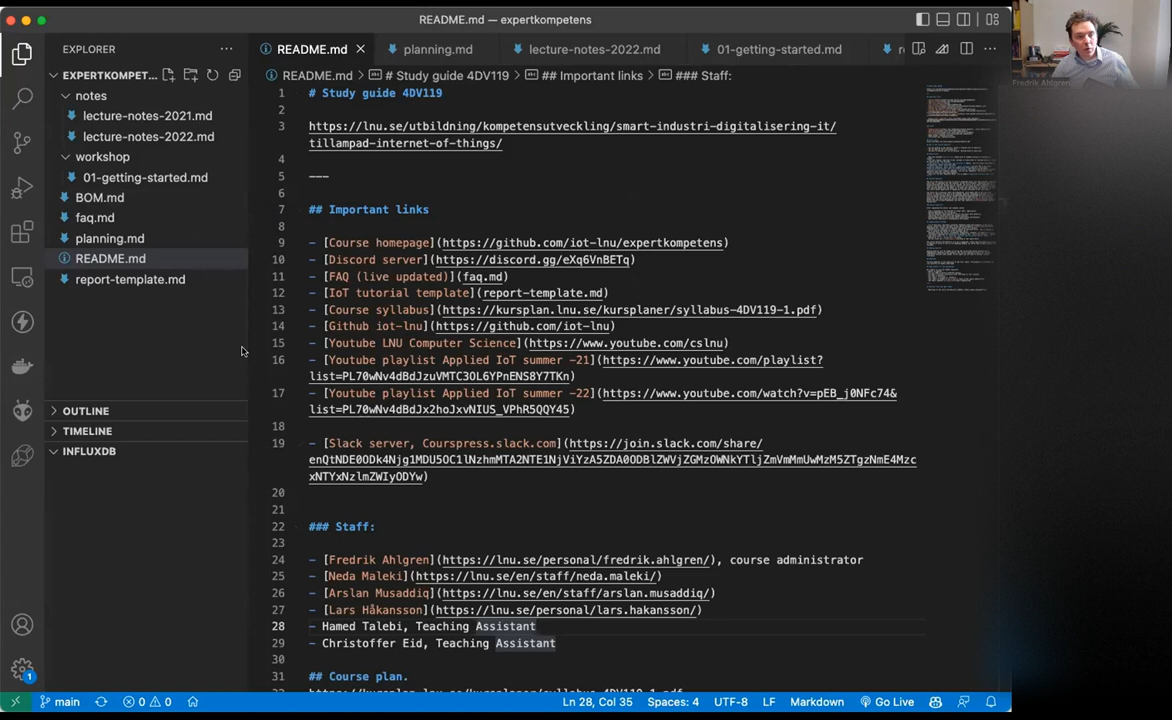 README.md — expertkompetens
EXPLORER
README.md
planning.md
lecture-notes-2022.md
01-getting-started.md
EXPERTKOMPET...
README.md > # Study guide 4DV119 > ## Important links > ### Staff:
notes
lecture-notes-2021.md
lecture-notes-2022.md
workshop
01-getting-started.md
BOM.md
faq.md
planning.md
README.md
report-template.md
OUTLINE
TIMELINE
INFLUXDB
1 # Study guide 4DV119
2
3 https://lnu.se/utbildning/kompetensutveckling/smart-industri-digitalisering-it/
tillampad-internet-of-things/
4
5 ---
6
7 ## Important links
8
9 - [Course homepage](https://github.com/iot-lnu/expertkompetens)
10 - [Discord server](https://discord.gg/eXq6VnBETq)
11 - [FAQ (live updated)](faq.md)
12 - [IoT tutorial template](report-template.md)
13 - [Course syllabus](https://kursplan.lnu.se/kursplaner/syllabus-4DV119-1.pdf)
14 - [Github iot-lnu](https://github.com/iot-lnu)
15 - [Youtube LNU Computer Science](https://www.youtube.com/cslnu)
16 - [Youtube playlist Applied IoT summer -21](https://www.youtube.com/playlist?
list=PL70wNv4dBdJzuVMTC3OL6YPnENS8Y7TKn)
17 - [Youtube playlist Applied IoT summer -22](https://www.youtube.com/watch?v=pEB_j0NFc74&
list=PL70wNv4dBdJx2hoJxvNIUS_VPhR5QQY45)
18
19 - [Slack server, Courspress.slack.com](https://join.slack.com/share/
enQtNDE0ODk4Njg1MDU5OC1lNzhmMTA2NTE1NjViYzA5ZDA0ODBlZWVjZGMzOWNkYTljZmVmMmUwMzM5ZTgzNmE4Mzc
xNTYxNzlmZWIyODYw)
20
21
22 ### Staff:
23
24 - [Fredrik Ahlgren](https://lnu.se/personal/fredrik.ahlgren/), course administrator
25 - [Neda Maleki](https://lnu.se/en/staff/neda.maleki/)
26 - [Arslan Musaddiq](https://lnu.se/en/staff/arslan.musaddiq/)
27 - [Lars Håkansson](https://lnu.se/personal/lars.hakansson/)
28 - Hamed Talebi, Teaching Assistant
29 - Christoffer Eid, Teaching Assistant
30
31 ## Course plan.
Fredrik Ahlgren
1
main
0 0
Ln 28, Col 35
Spaces: 4
UTF-8
LF
Markdown
Go Live